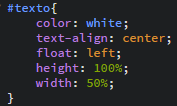 #texto{
color: white;
text-align: center;
float: left;
height: 100%;
width: 50%;
}